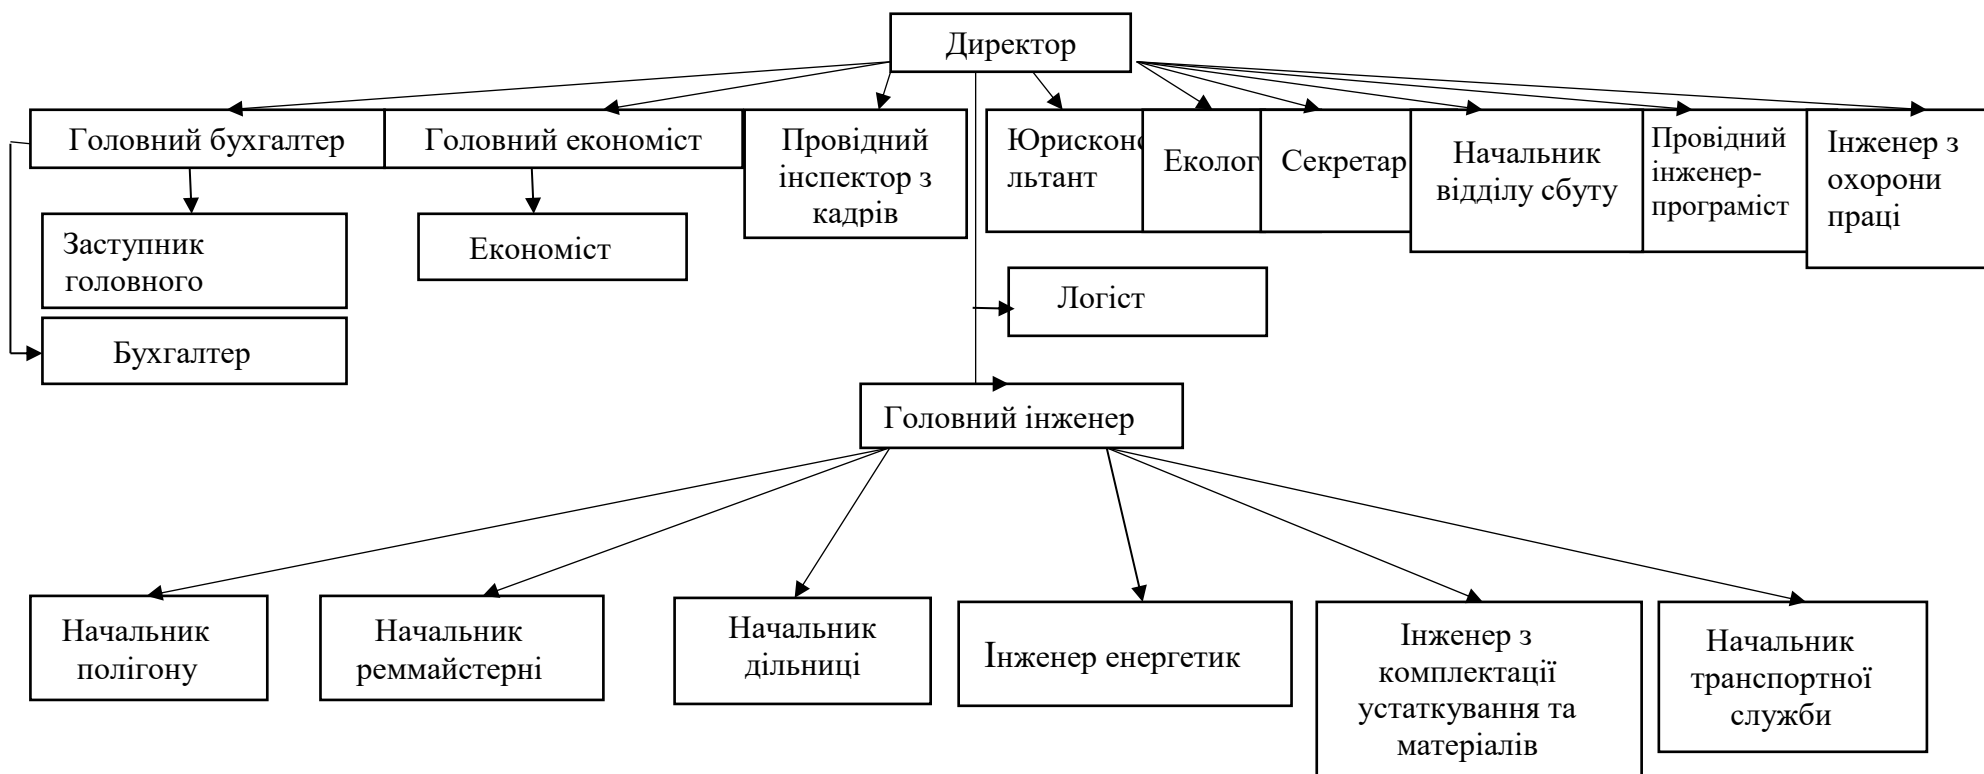 Директор
Головний бухгалтер
Головний економіст
Провідний
інспектор з
кадрів
Юрискон
льтант
Еколог
Секретар
Начальник
відділу сбуту
Провідний
інженер-
програміст
Інженер з
охорони
праці
Заступник
головного
Економіст
Логіст
Бухгалтер
Головний інженер
Начальник
полігону
Начальник
реммайстерні
Начальник
дільниці
Інженер енергетик
Інженер з
комплектації
устаткування та
матеріалів
Начальник
транспортної
служби